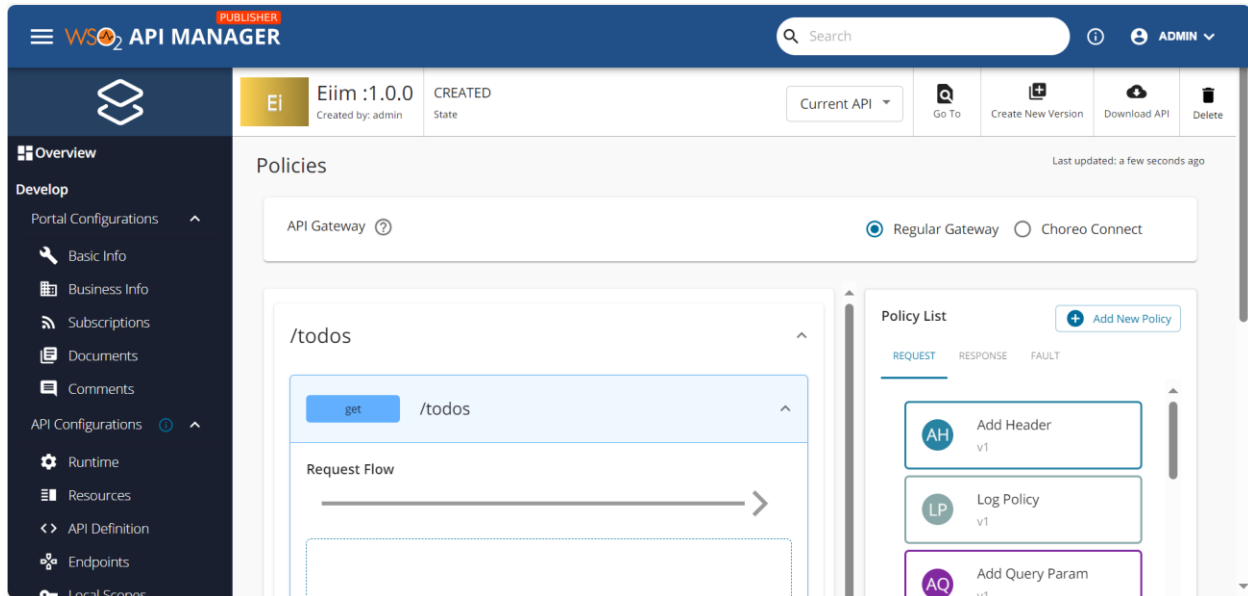 PUBLISHER
WSO2 API MANAGER
Search
ADMIN
Ei
Eiim :1.0.0
Created by: admin
CREATED
State
Current API
Go To
Create New Version
Download API
Delete
Overview
Develop
Portal Configurations
Basic Info
Business Info
Subscriptions
Documents
Comments
API Configurations
Runtime
Resources
API Definition
Endpoints
Local Scopes
Policies
Last updated: a few seconds ago
API Gateway
Regular Gateway
Choreo Connect
/todos
get
/todos
Request Flow
Policy List
Add New Policy
REQUEST
RESPONSE
FAULT
AH
Add Header
v1
LP
Log Policy
v1
AQ
Add Query Param
v1